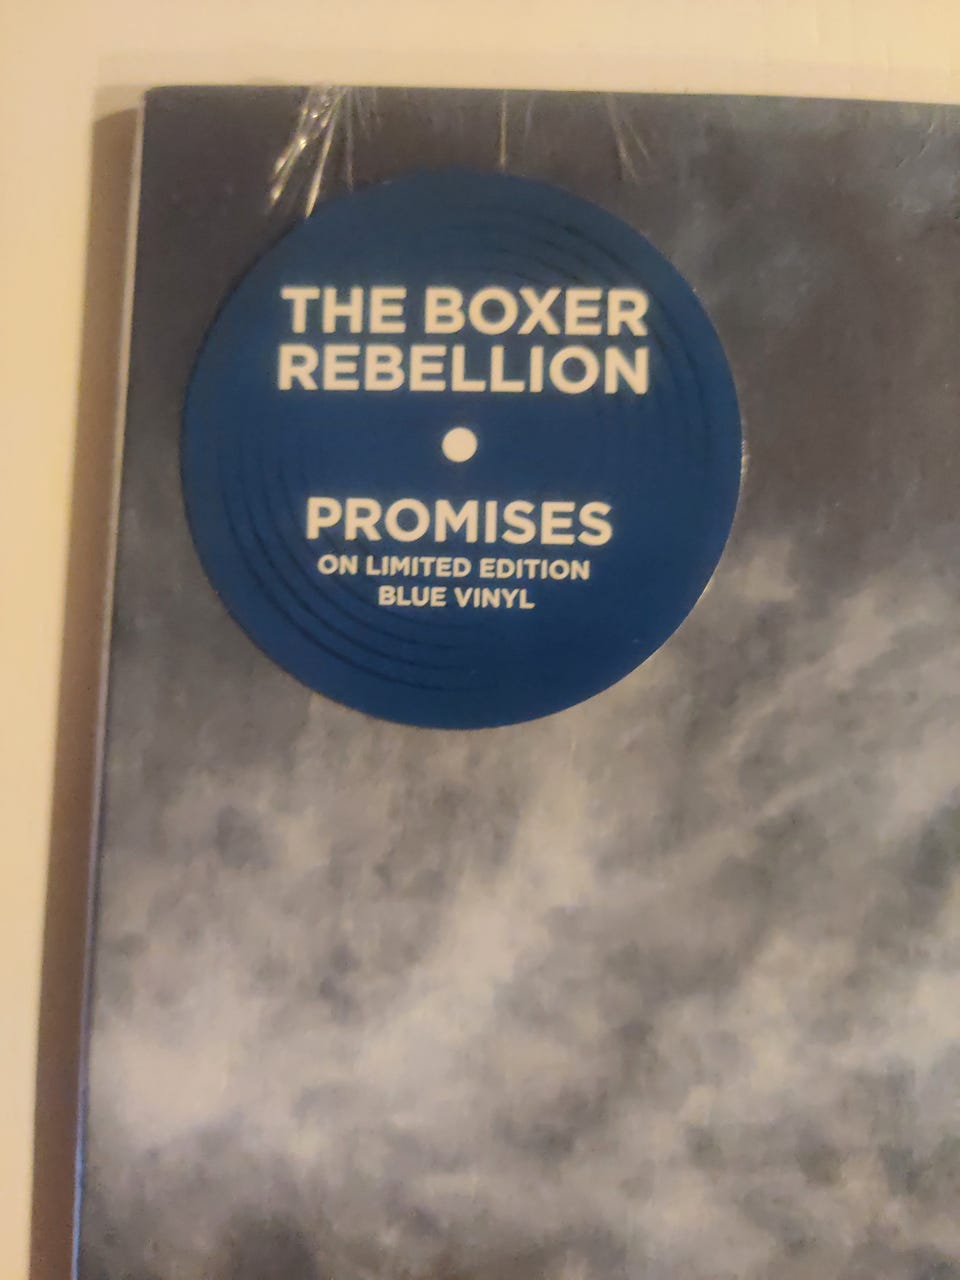 THE BOXER
REBELLION
PROMISES
ON LIMITED EDITION
BLUE VINYL